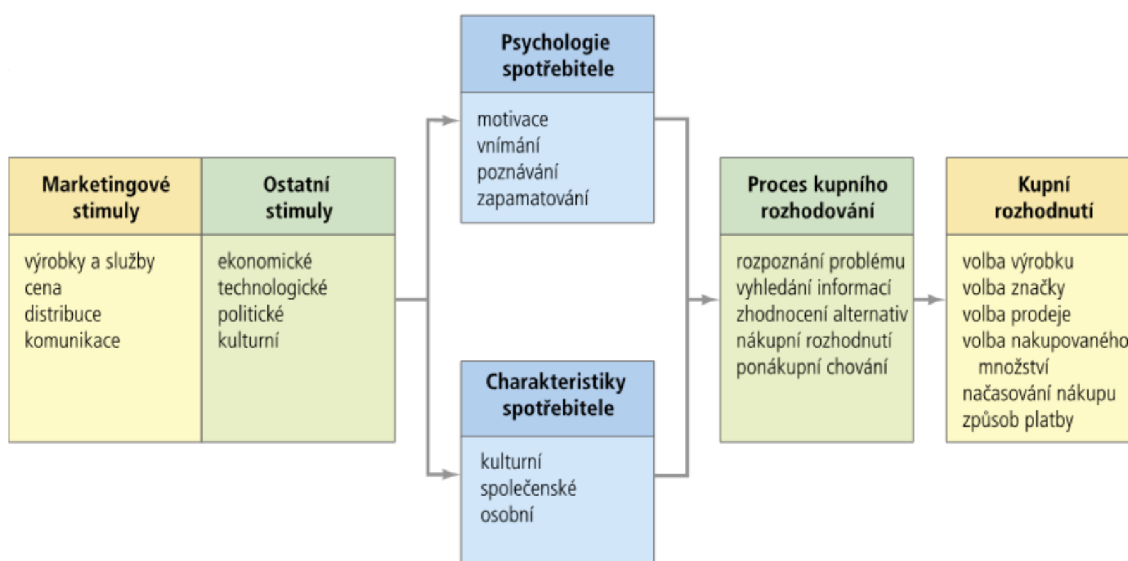 Marketingové
stimuly
výrobky a služby
cena
distribuce
komunikace
Ostatní
stimuly
ekonomické
technologické
politické
kulturní
Psychologie
spotřebitele
motivace
vnímání
poznávání
zapamatování
Charakteristiky
spotřebitele
kulturní
společenské
osobní
Proces kupního
rozhodování
rozpoznání problému
vyhledání informací
zhodnocení alternativ
nákupní rozhodnutí
ponákupní chování
Kupní
rozhodnutí
volba výrobku
volba značky
volba prodeje
volba nakupovaného
množství
načasování nákupu
způsob platby